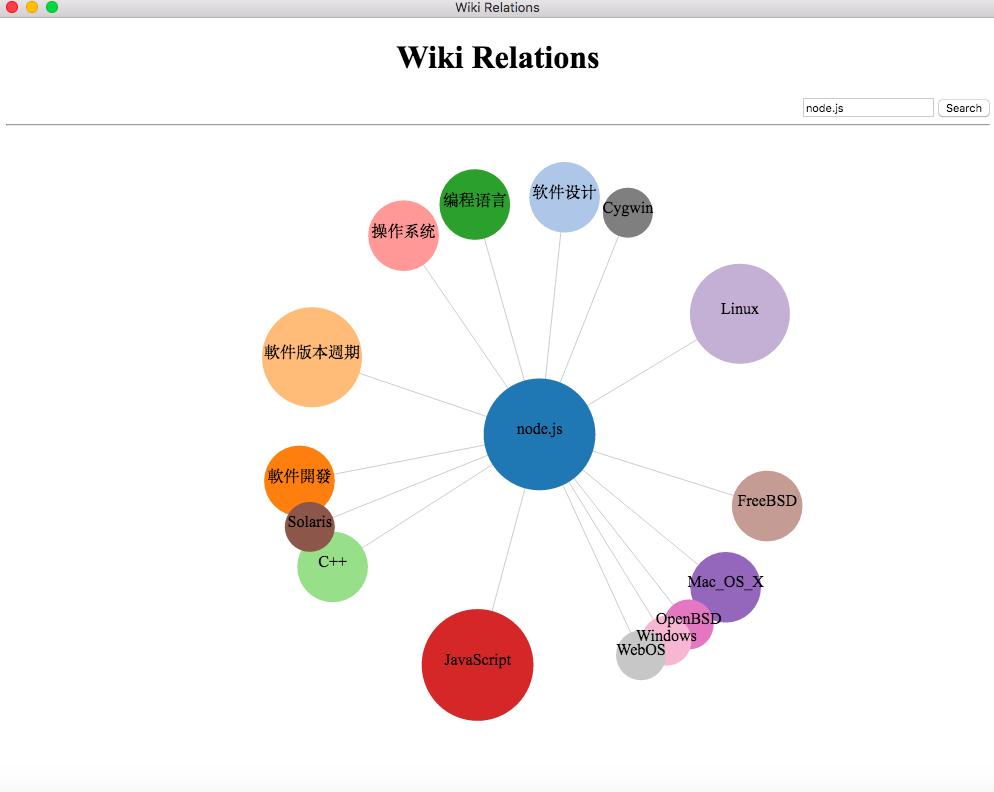 Wiki Relations
Wiki Relations
node.js
Search
软件设计
编程语言
Cygwin
操作系统
Linux
軟件版本週期
node.js
軟件開發
FreeBSD
Solaris
C++
Mac_OS_X
OpenBSD
Windows
WebOS
JavaScript